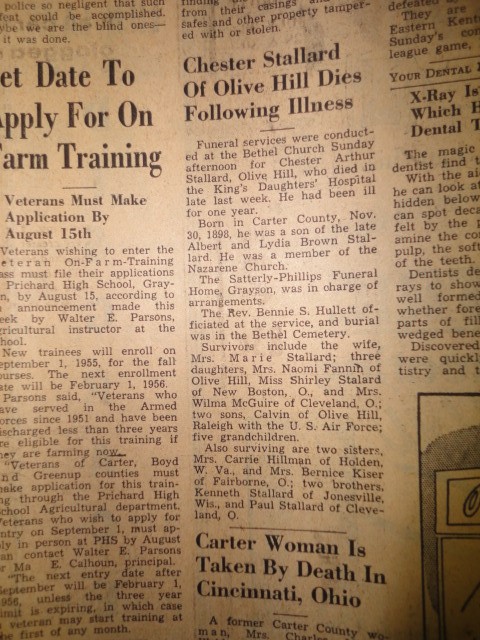 police so negligent that such
feat could be accomplished.
aybe we are the blind ones—
it was done.
et Date To
Apply For On
Farm Training
Veterans Must Make
Application By
August 15th
Veterans wishing to enter the
eteran On-Farm-Training
ass must file their applications
Prichard High School, Gray-
n, by August 15, according to
announcement made this
eek by Walter E. Parsons,
gricultural instructor at the
hool.
New trainees will enroll on
eptember 1, 1955, for the fall
ourses. The next enrollment
ate will be February 1, 1956.
Parsons said, "Veterans who
ave served in the Armed
orces since 1951 and have been
ischarged less than three years
re eligible for this training if
hey are farming now.
"Veterans of Carter, Boyd
nd Greenup counties must
ake application for this train-
ng through the Prichard High
chool Agricultural department.
Veterans who wish to apply for
ntry on September 1, must ap-
ly in person at PHS by August
an contact Walter E. Parsons
r Ma E. Calhoun, principal.
"The next entry date after
eptember will be February 1,
956, unless the three year
imit is expiring, in which case
veteran may start training at
he first of any month.
from their casings
safes and other property tamper-
ed with or stolen.
Chester Stallard
Of Olive Hill Dies
Following Illness
Funeral services were conduct-
ed at the Bethel Church Sunday
afternoon for Chester Arthur
Stallard, Olive Hill, who died in
the King's Daughters' Hospital
late last week. He had been ill
for one year.
Born in Carter County, Nov.
30, 1898, he was a son of the late
Albert and Lydia Brown Stal-
lard. He was a member of the
Nazarene Church.
The Satterly-Phillips Funeral
Home, Grayson, was in charge of
arrangements.
The Rev. Bennie S. Hullett of-
ficiated at the service, and burial
was in the Bethel Cemetery.
Survivors include the wife,
Mrs. Marie Stallard; three
daughters, Mrs. Naomi Fannin of
Olive Hill, Miss Shirley Stalard
of New Boston, O., and Mrs.
Wilma McGuire of Cleveland, O.;
two sons, Calvin of Olive Hill,
Raleigh with the U. S. Air Force;
five grandchildren.
Also surviving are two sisters,
Mrs. Carrie Hillman of Holden,
W. Va., and Mrs. Bernice Kiser
of Fairborne, O.; two brothers,
Kenneth Stallard of Jonesville,
Wis., and Paul Stallard of Cleve-
land, O.
Carter Woman Is
Taken By Death In
Cincinnati, Ohio
A former Carter County wo-
man, Mrs. Charle
defeated
They are
Eastern Kent
Sunday's con
league game,
YOUR DENTAL
X-Ray Is
Which H
Dental T
The magic
dentist find t
With the ai
he can look at
hidden below
can spot deca
felt by the p
amine the co
pulp, the soft
of the teeth.
Dentists de
rays to show
well formed
whether fore
parts of fill
wedged bene
Discovered
were quickly
tistry and t